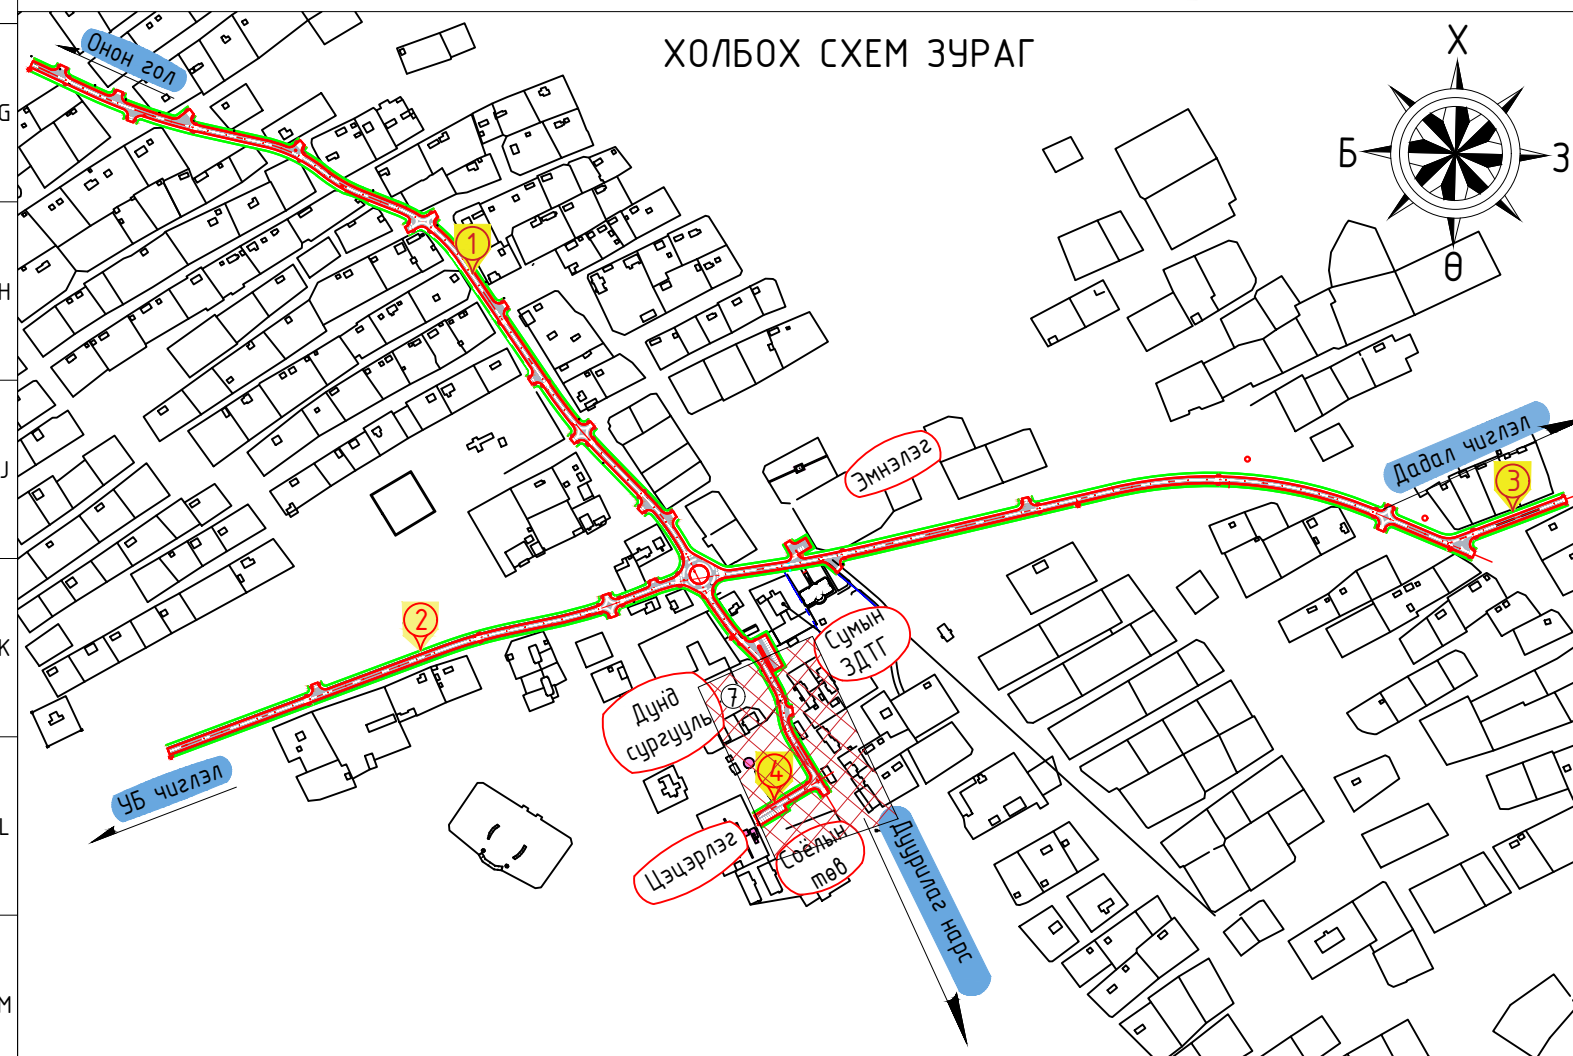 ХОЛБОХ СХЕМ ЗУРАГ
Онон гол
Х
Б
З
Ө
G
H
J
K
L
M
1
Эмнэлэг
Дадал чиглэл
3
2
Сумын
ЗДТГ
Дунд
сургууль
7
4
УБ чиглэл
Цэцэрлэг
Соёлын
төв
Дуурлаг нарс